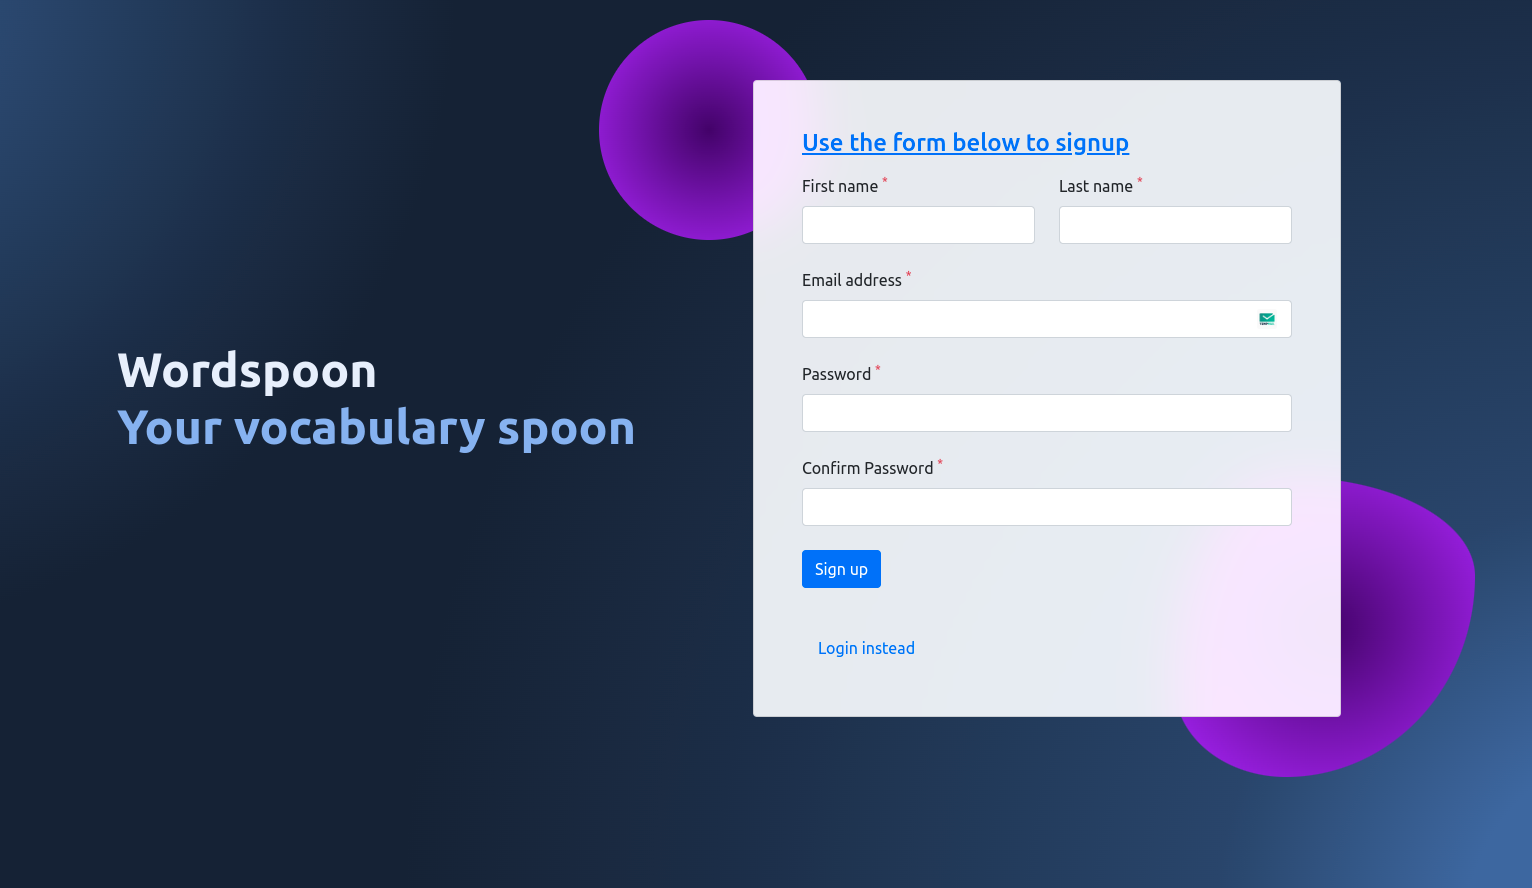 Wordspoon
Your vocabulary spoon
Use the form below to signup
First name *
Last name *
Email address *
Password *
Confirm Password *
Sign up
Login instead